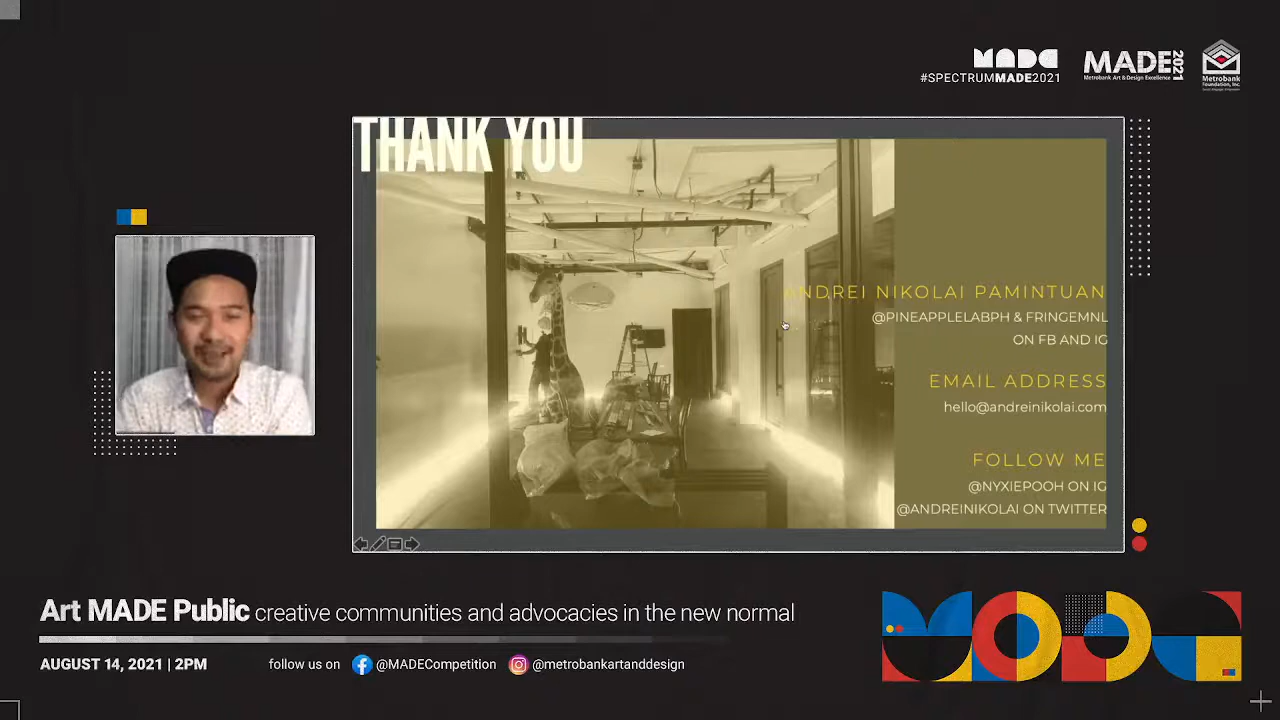 MADE
#SPECTRUMMADE2021
MADE 2021
Metrobank Art & Design Excellence
Metrobank
Foundation, Inc.
THANK YOU
ANDREI NIKOLAI PAMINTUAN
@PINEAPPLELABPH & FRINGEMNL
ON FB AND IG
EMAIL ADDRESS
hello@andreinikolai.com
FOLLOW ME
@NYXIEPOOH ON IG
@ANDREINIKOLAI ON TWITTER
Art MADE Public creative communities and advocacies in the new normal
AUGUST 14, 2021 | 2PM
follow us on @MADECompetition @metrobankartanddesign
MADE